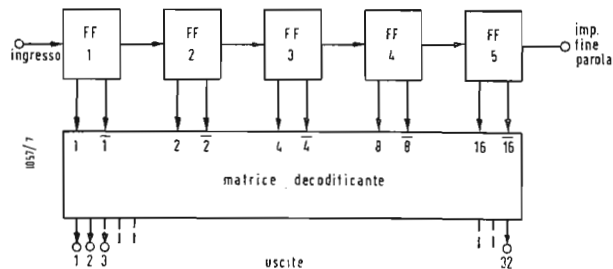 FF 1
FF 2
FF 3
FF 4
FF 5
ingresso
imp. fine parola
1 1̅ 2 2̅ 4 4̅ 8 8̅ 16 1̅6̅
matrice decodificante
1057/7
1 2 3 uscite 32